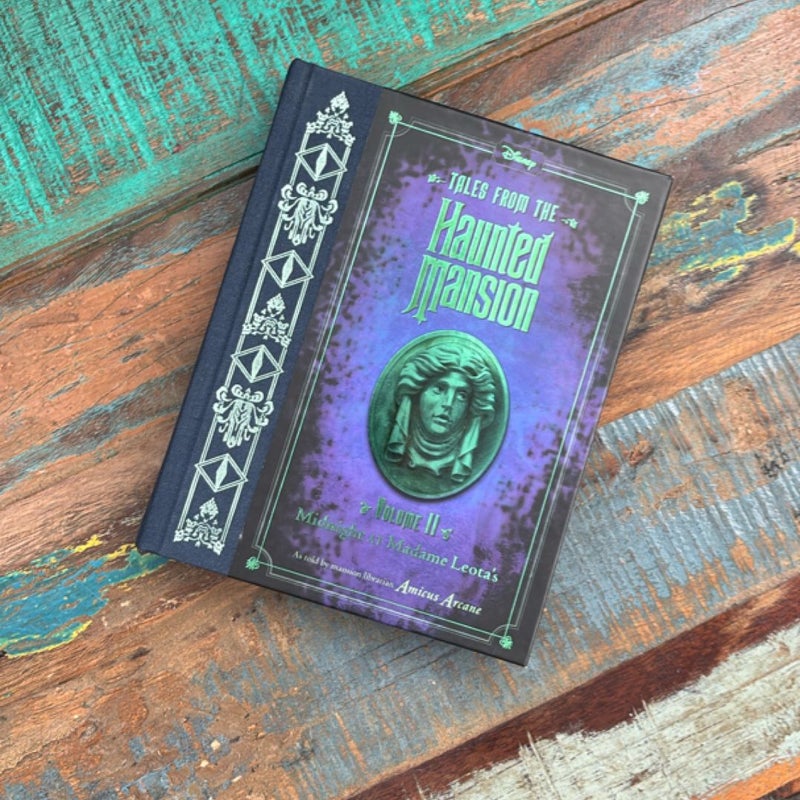 Disney
TALES FROM THE
Haunted
Mansion
VOLUME II
Midnight AT Madame Leota's
As told by mansion librarian Amicus Arcane